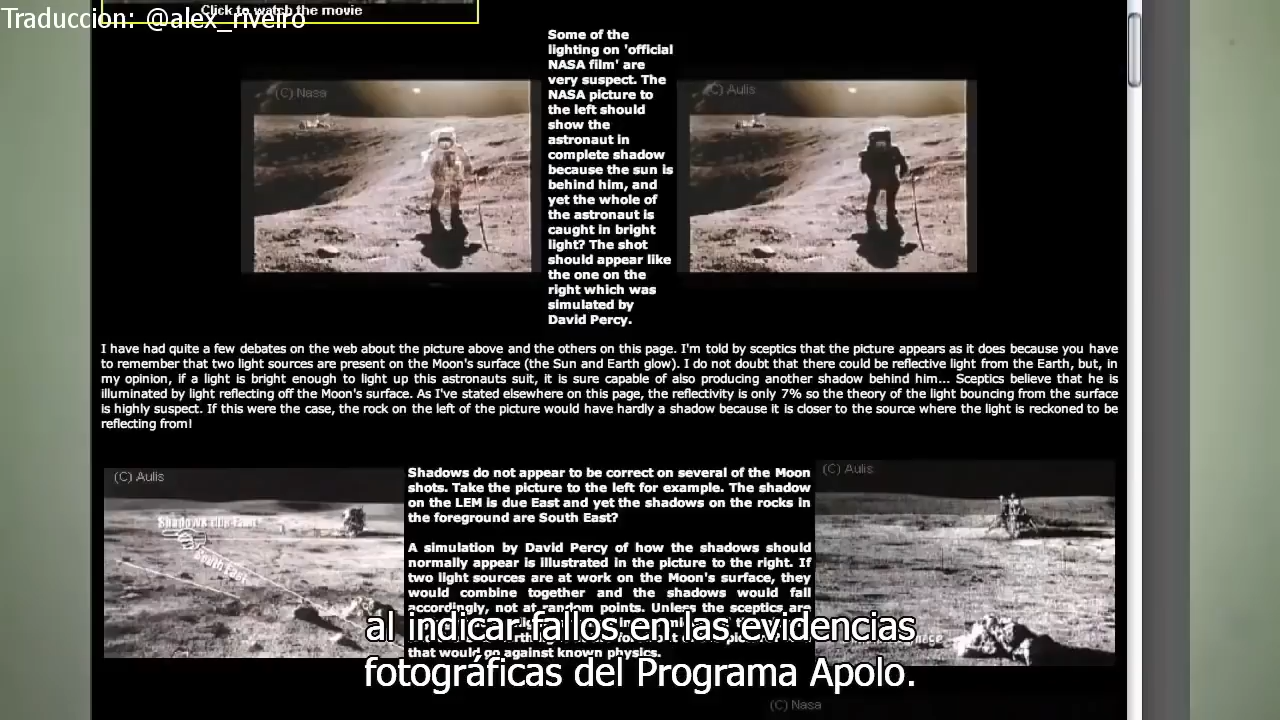 Click to watch the movie
Traduccion: @alex_riveiro
(C) Nasa
Some of the
lighting on 'official
NASA film' are
very suspect. The
NASA picture to
the left should
show the
astronaut in
complete shadow
because the sun is
behind him, and
yet the whole of
the astronaut is
caught in bright
light? The shot
should appear like
the one on the
right which was
simulated by
David Percy.
(C) Aulis
I have had quite a few debates on the web about the picture above and the others on this page. I'm told by sceptics that the picture appears as it does because you have
to remember that two light sources are present on the Moon's surface (the Sun and Earth glow). I do not doubt that there could be reflective light from the Earth, but, in
my opinion, if a light is bright enough to light up this astronauts suit, it is sure capable of also producing another shadow behind him... Sceptics believe that he is
illuminated by light reflecting off the Moon's surface. As I've stated elsewhere on this page, the reflectivity is only 7% so the theory of the light bouncing from the surface
is highly suspect. If this were the case, the rock on the left of the picture would have hardly a shadow because it is closer to the source where the light is reckoned to be
reflecting from!
(C) Aulis
Shadows due East
South East
Shadows do not appear to be correct on several of the Moon
shots. Take the picture to the left for example. The shadow
on the LEM is due East and yet the shadows on the rocks in
the foreground are South East?
A simulation by David Percy of how the shadows should
normally appear is illustrated in the picture to the right. If
two light sources are at work on the Moon's surface, they
would combine together and the shadows would fall
accordingly, not at random points. Unless the sceptics are
that would go against known physics.
(C) Aulis
al indicar fallos en las evidencias
fotográficas del Programa Apolo.
(C) Nasa